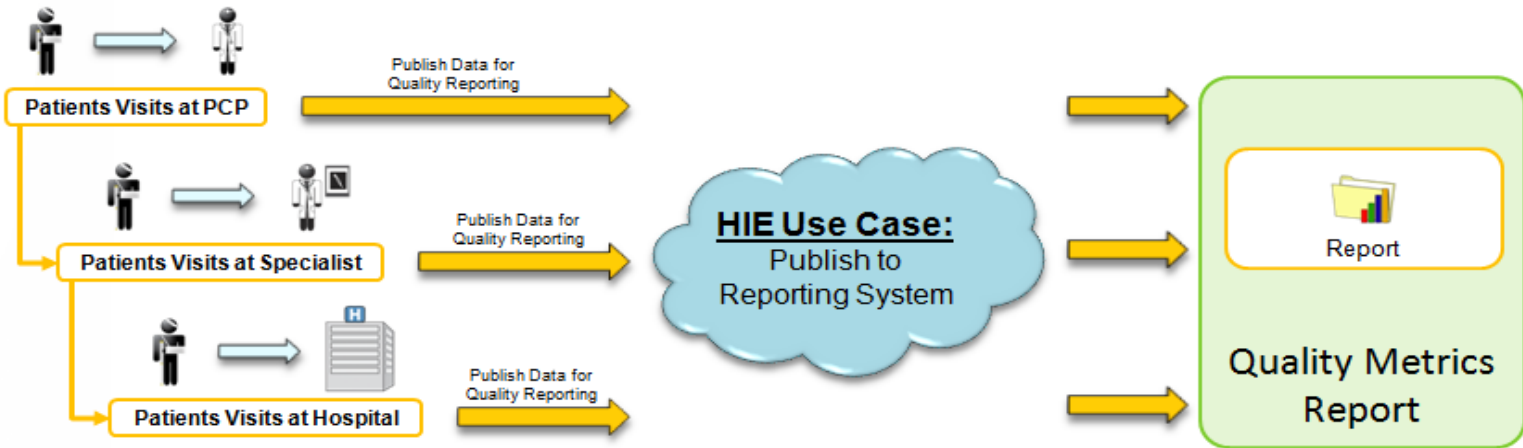 Publish Data for
Quality Reporting
Patients Visits at PCP
Publish Data for
Quality Reporting
Patients Visits at Specialist
H
Publish Data for
Quality Reporting
Patients Visits at Hospital
HIE Use Case:
Publish to
Reporting System
Report
Quality Metrics
Report